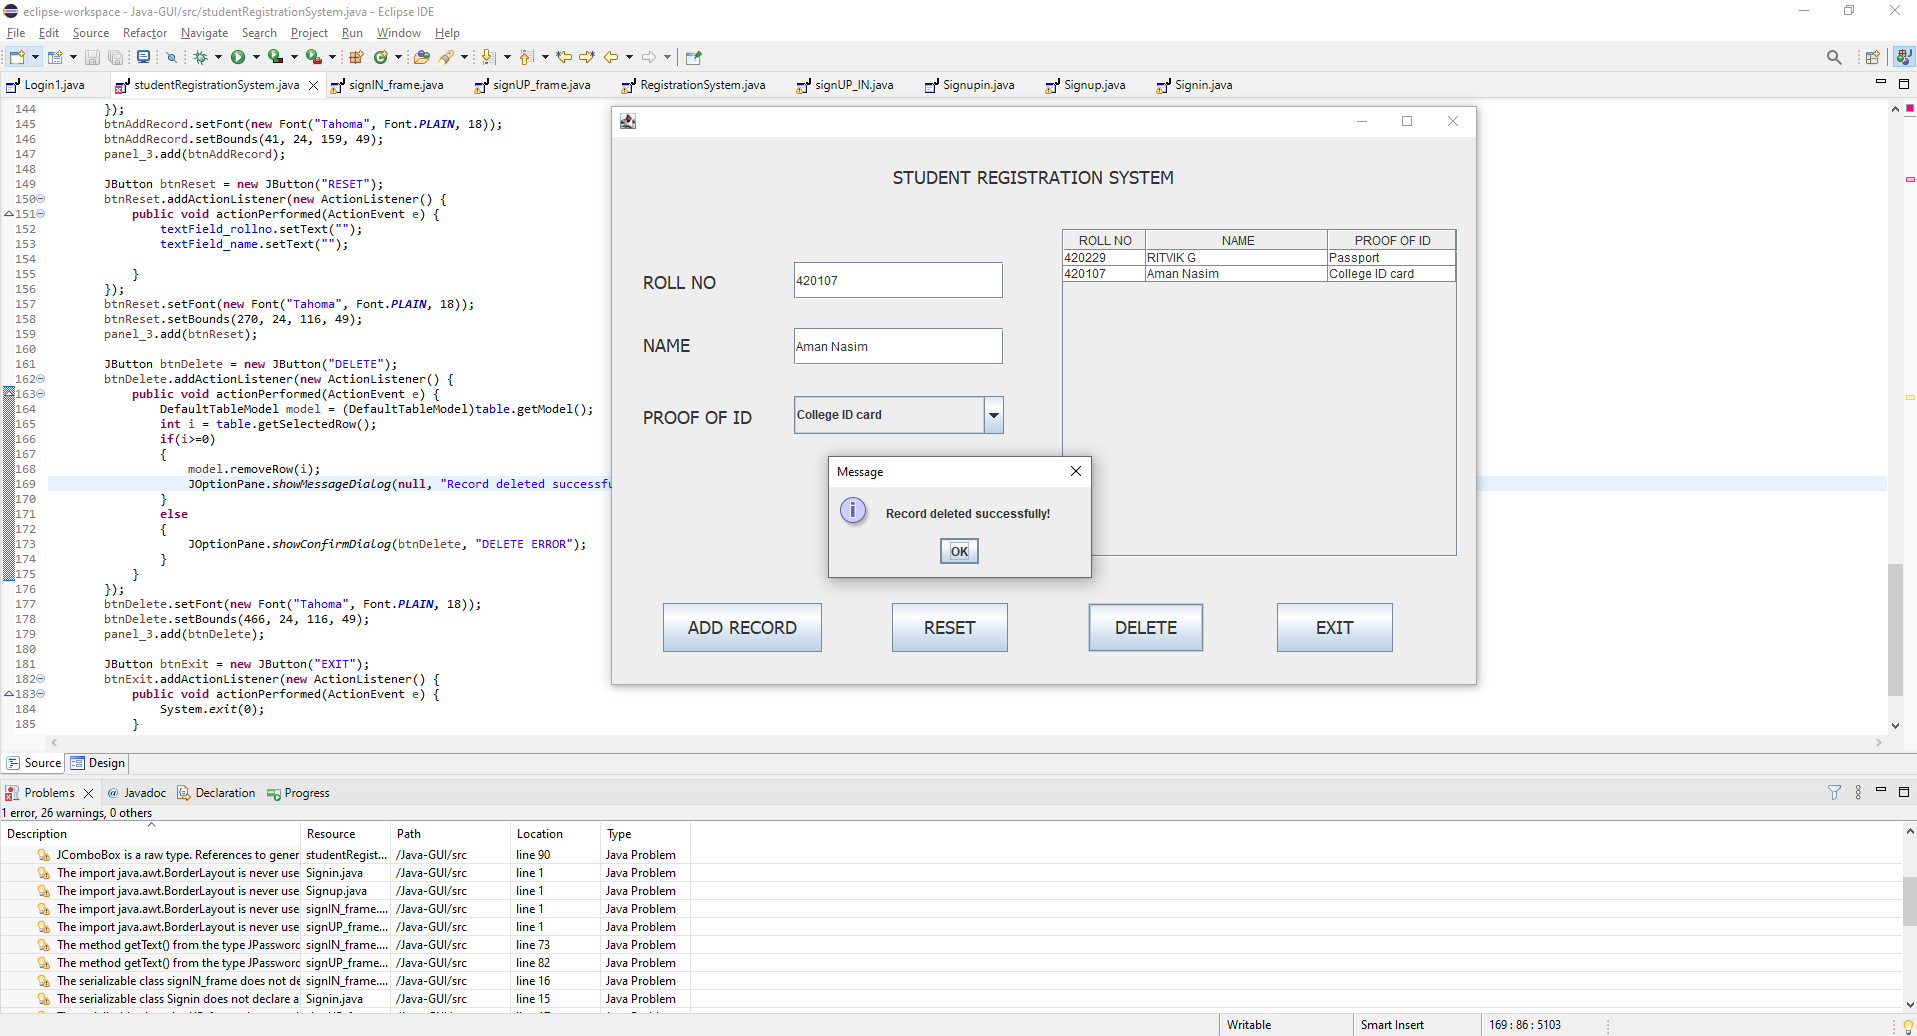 eclipse-workspace - Java-GUI/src/studentRegistrationSystem.java - Eclipse IDE
File Edit Source Refactor Navigate Search Project Run Window Help
Login1.java studentRegistrationSystem.java signIN_frame.java signUP_frame.java RegistrationSystem.java signUP_IN.java Signupin.java Signup.java Signin.java
144 });
145 btnAddRecord.setFont(new Font("Tahoma", Font.PLAIN, 18));
146 btnAddRecord.setBounds(41, 24, 159, 49);
147 panel_3.add(btnAddRecord);
148
149 JButton btnReset = new JButton("RESET");
150 btnReset.addActionListener(new ActionListener() {
151 public void actionPerformed(ActionEvent e) {
152 textField_rollno.setText("");
153 textField_name.setText("");
154
155 }
156 });
157 btnReset.setFont(new Font("Tahoma", Font.PLAIN, 18));
158 btnReset.setBounds(270, 24, 116, 49);
159 panel_3.add(btnReset);
160
161 JButton btnDelete = new JButton("DELETE");
162 btnDelete.addActionListener(new ActionListener() {
163 public void actionPerformed(ActionEvent e) {
164 DefaultTableModel model = (DefaultTableModel)table.getModel();
165 int i = table.getSelectedRow();
166 if(i>=0)
167 {
168 model.removeRow(i);
169 JOptionPane.showMessageDialog(null, "Record deleted successfu
170 }
171 else
172 {
173 JOptionPane.showConfirmDialog(btnDelete, "DELETE ERROR");
174 }
175 }
176 });
177 btnDelete.setFont(new Font("Tahoma", Font.PLAIN, 18));
178 btnDelete.setBounds(466, 24, 116, 49);
179 panel_3.add(btnDelete);
180
181 JButton btnExit = new JButton("EXIT");
182 btnExit.addActionListener(new ActionListener() {
183 public void actionPerformed(ActionEvent e) {
184 System.exit(0);
185 }
STUDENT REGISTRATION SYSTEM
ROLL NO 420107
NAME Aman Nasim
PROOF OF ID College ID card
ROLL NO NAME PROOF OF ID
420229 RITVIK G Passport
420107 Aman Nasim College ID card
Message
Record deleted successfully!
OK
ADD RECORD RESET DELETE EXIT
Source Design
Problems Javadoc Declaration Progress
1 error, 26 warnings, 0 others
Description Resource Path Location Type
JComboBox is a raw type. References to gener studentRegist... /Java-GUI/src line 90 Java Problem
The import java.awt.BorderLayout is never use Signin.java /Java-GUI/src line 1 Java Problem
The import java.awt.BorderLayout is never use Signup.java /Java-GUI/src line 1 Java Problem
The import java.awt.BorderLayout is never use signIN_frame.... /Java-GUI/src line 1 Java Problem
The import java.awt.BorderLayout is never use signUP_frame... /Java-GUI/src line 1 Java Problem
The method getText() from the type JPassword signIN_frame.... /Java-GUI/src line 73 Java Problem
The method getText() from the type JPassword signUP_frame... /Java-GUI/src line 82 Java Problem
The serializable class signIN_frame does not de signIN_frame.... /Java-GUI/src line 16 Java Problem
The serializable class Signin does not declare a Signin.java /Java-GUI/src line 15 Java Problem
Writable Smart Insert 169 : 86 : 5103